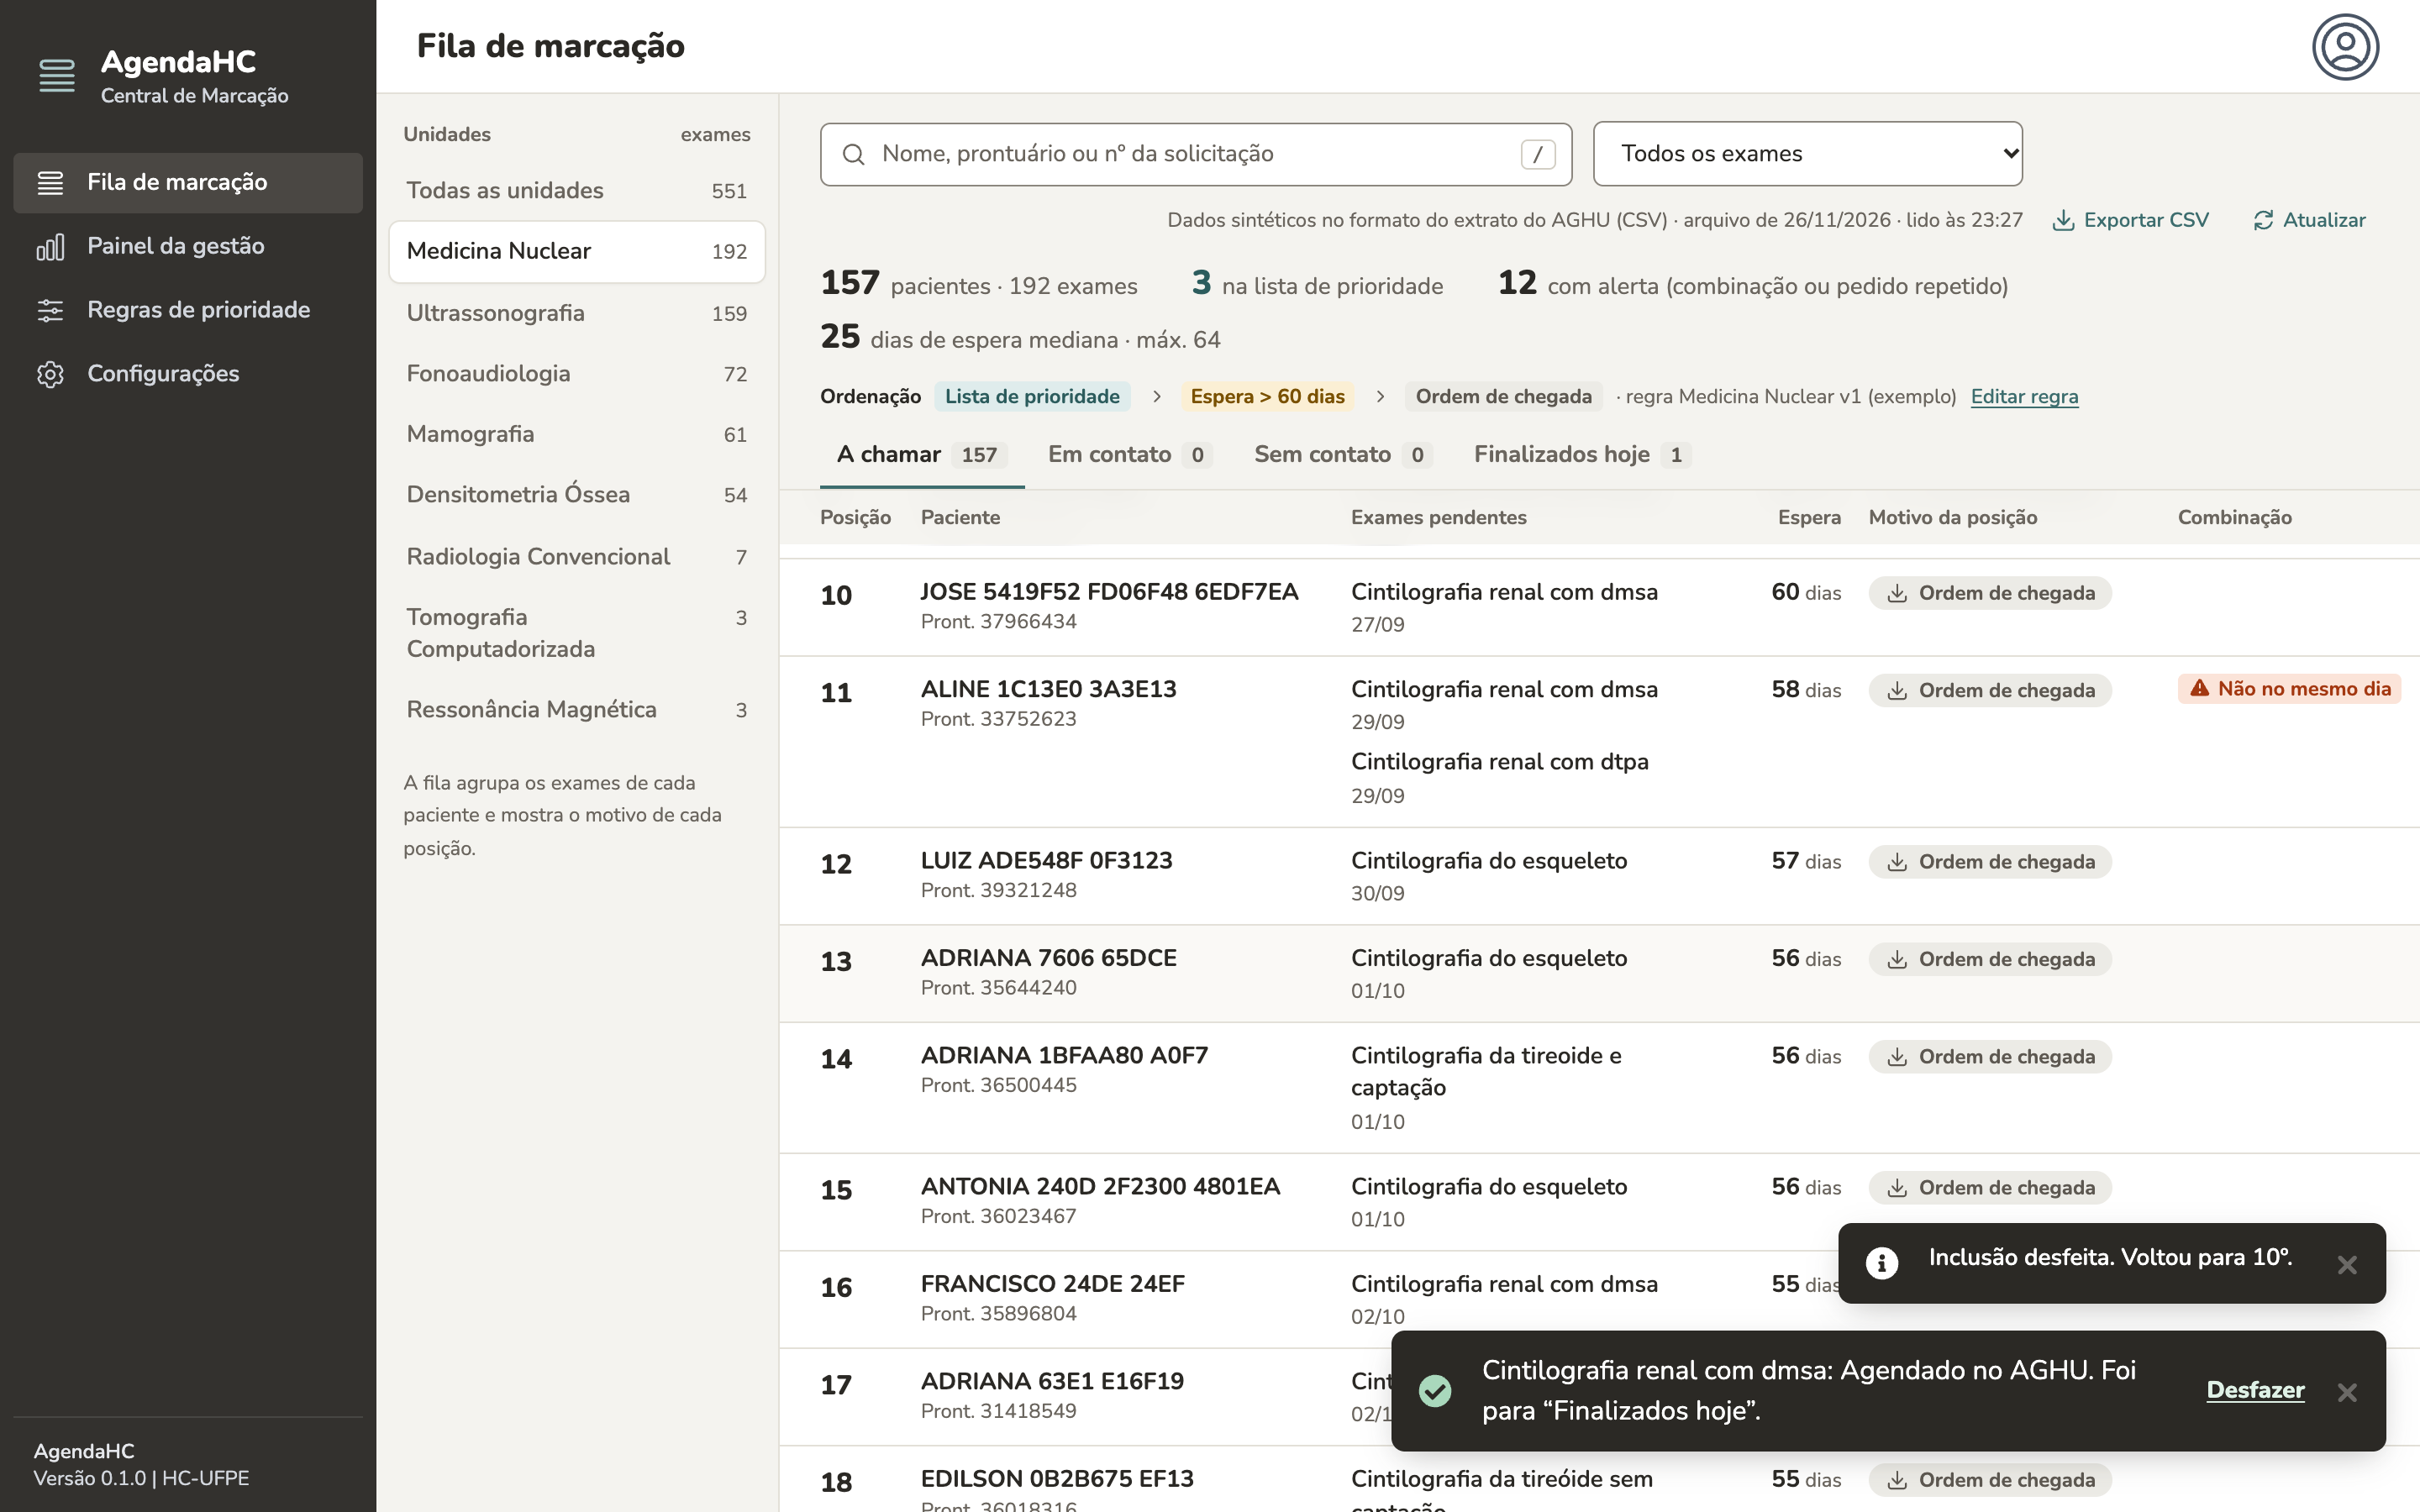 AgendaHC
Central de Marcação
Fila de marcação
Painel da gestão
Regras de prioridade
Configurações
AgendaHC
Versão 0.1.0 | HC-UFPE
Fila de marcação
Unidades exames
Todas as unidades 551
Medicina Nuclear 192
Ultrassonografia 159
Fonoaudiologia 72
Mamografia 61
Densitometria Óssea 54
Radiologia Convencional 7
Tomografia 3
Computadorizada
Ressonância Magnética 3
A fila agrupa os exames de cada
paciente e mostra o motivo de cada
posição.
Nome, prontuário ou nº da solicitação /
Todos os exames
Dados sintéticos no formato do extrato do AGHU (CSV) · arquivo de 26/11/2026 · lido às 23:27 Exportar CSV Atualizar
157 pacientes · 192 exames 3 na lista de prioridade 12 com alerta (combinação ou pedido repetido)
25 dias de espera mediana · máx. 64
Ordenação Lista de prioridade > Espera > 60 dias > Ordem de chegada · regra Medicina Nuclear v1 (exemplo) Editar regra
A chamar 157 Em contato 0 Sem contato 0 Finalizados hoje 1
Posição Paciente Exames pendentes Espera Motivo da posição Combinação
10 JOSE 5419F52 FD06F48 6EDF7EA Cintilografia renal com dmsa 60 dias Ordem de chegada
Pront. 37966434 27/09
11 ALINE 1C13E0 3A3E13 Cintilografia renal com dmsa 58 dias Ordem de chegada Não no mesmo dia
Pront. 33752623 29/09
Cintilografia renal com dtpa
29/09
12 LUIZ ADE548F 0F3123 Cintilografia do esqueleto 57 dias Ordem de chegada
Pront. 39321248 30/09
13 ADRIANA 7606 65DCE Cintilografia do esqueleto 56 dias Ordem de chegada
Pront. 35644240 01/10
14 ADRIANA 1BFAA80 A0F7 Cintilografia da tireoide e 56 dias Ordem de chegada
Pront. 36500445 captação
01/10
15 ANTONIA 240D 2F2300 4801EA Cintilografia do esqueleto 56 dias Ordem de chegada
Pront. 36023467 01/10
16 FRANCISCO 24DE 24EF Cintilografia renal com dmsa 55 dias
Pront. 35896804 02/10
17 ADRIANA 63E1 E16F19
Pront. 31418549
18 EDILSON 0B2B675 EF13 Cintilografia da tireóide sem 55 dias Ordem de chegada
Pront. 36018316 captação
Inclusão desfeita. Voltou para 10º.
Cintilografia renal com dmsa: Agendado no AGHU. Foi
para “Finalizados hoje”.
Desfazer